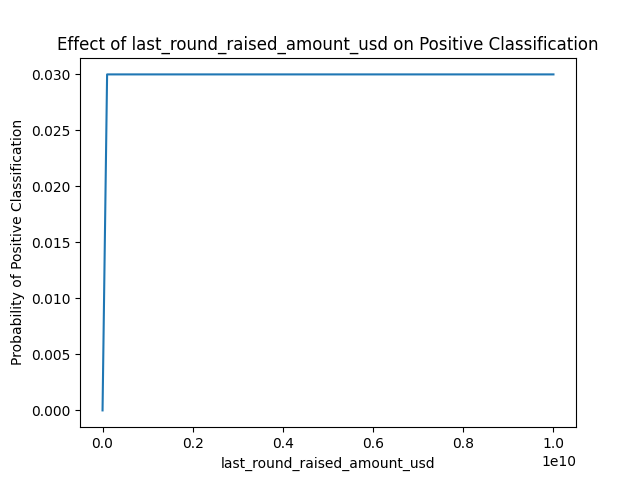 Effect of last_round_raised_amount_usd on Positive Classification
Probability of Positive Classification
0.030
0.025
0.020
0.015
0.010
0.005
0.000
0.0 0.2 0.4 0.6 0.8 1.0
1e10
last_round_raised_amount_usd